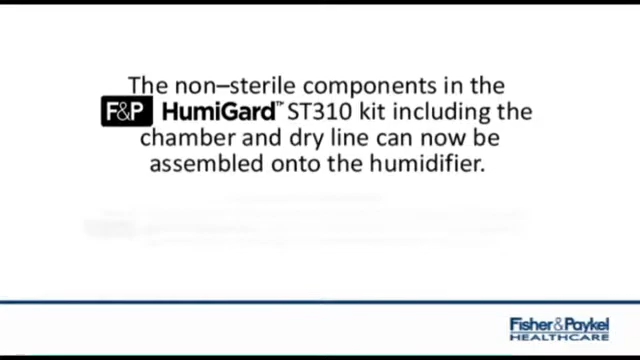 The non–sterile components in the
F&P HumiGard™ ST310 kit including the
chamber and dry line can now be
assembled onto the humidifier.
Fisher&Paykel
HEALTHCARE